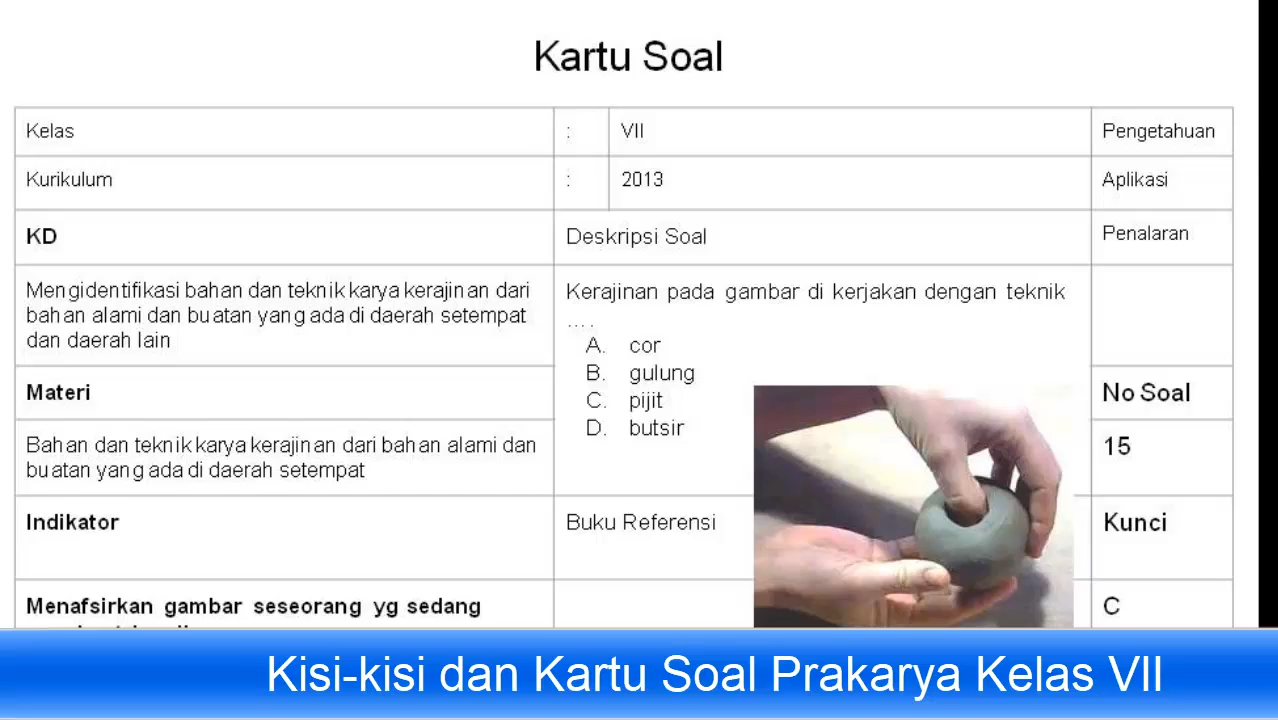 Kartu Soal
Kelas : VII Pengetahuan
Kurikulum : 2013 Aplikasi
KD Deskripsi Soal Penalaran
Mengidentifikasi bahan dan teknik karya kerajinan dari
bahan alami dan buatan yang ada di daerah setempat
dan daerah lain
Kerajinan pada gambar di kerjakan dengan teknik
....
A. cor
B. gulung
C. pijit
D. butsir
Materi
No Soal
Bahan dan teknik karya kerajinan dari bahan alami dan
buatan yang ada di daerah setempat
15
Indikator Buku Referensi Kunci
Menafsirkan gambar seseorang yg sedang
C
Kisi-kisi dan Kartu Soal Prakarya Kelas VII